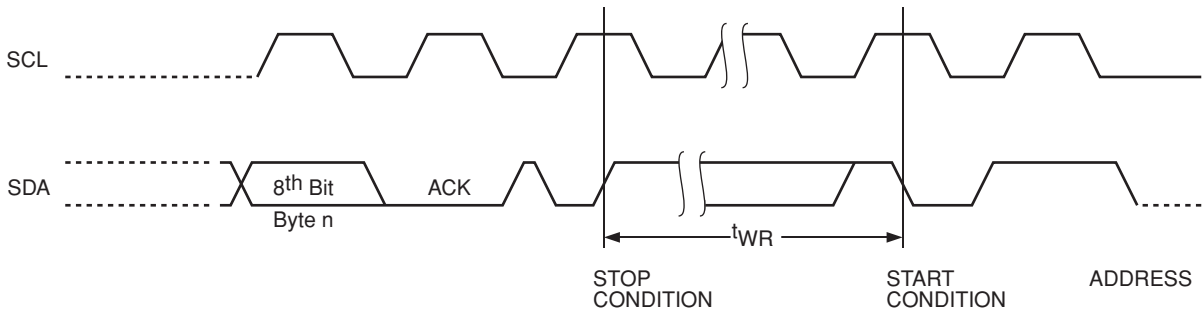 SCL
SDA
8th Bit
Byte n
ACK
tWR
STOP
CONDITION
START
CONDITION
ADDRESS